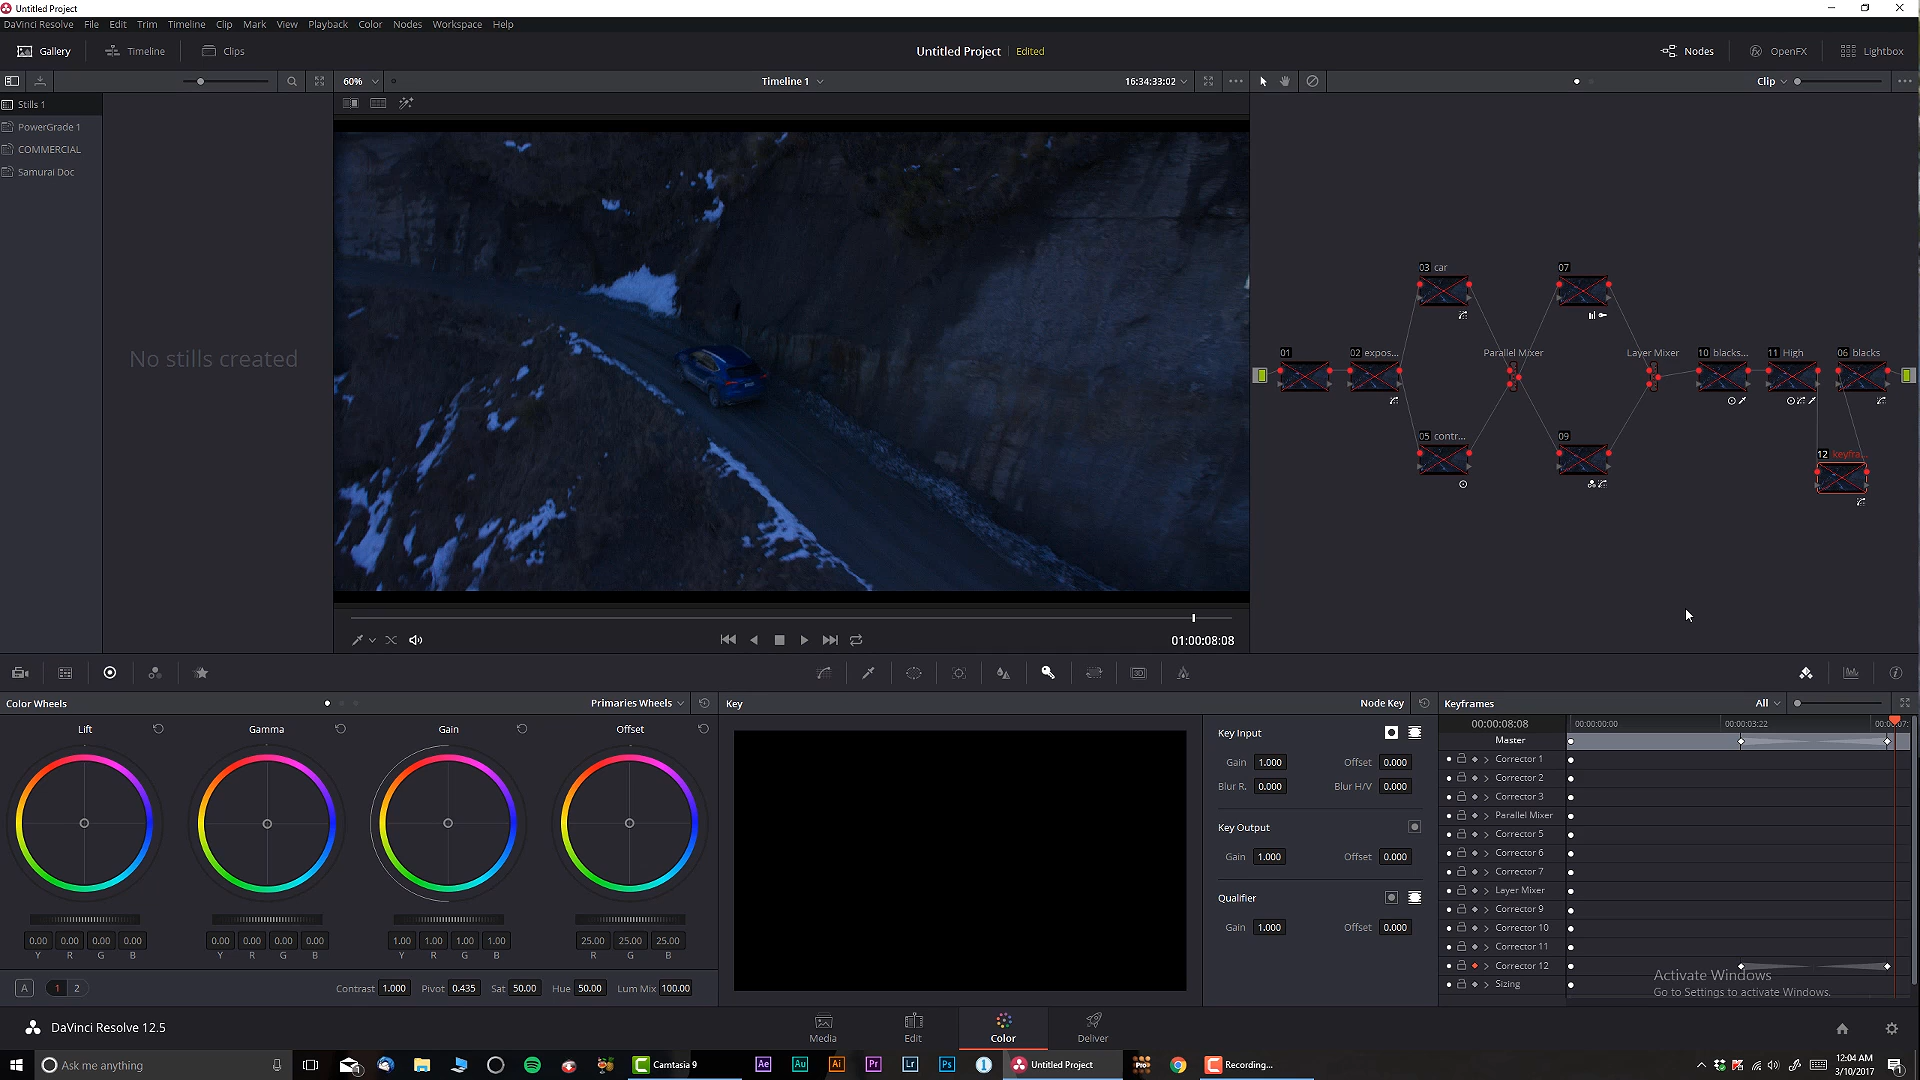 Untitled Project
DaVinci Resolve File Edit Trim Timeline Clip Mark View Playback Color Nodes Workspace Help
Gallery Timeline Clips Untitled Project Edited Nodes OpenFX Lightbox
60% Timeline 1 16:34:33:02 Clip
Stills 1
PowerGrade 1
COMMERCIAL
Samurai Doc
No stills created
03 car 07
01 02 expos... Parallel Mixer Layer Mixer 10 blacks... 11 High 06 blacks
05 contr... 09
12 keyfra...
01:00:08:08
Color Wheels Primaries Wheels Key Node Key Keyframes All
Lift Gamma Gain Offset
0.00 0.00 0.00 0.00 0.00 0.00 0.00 0.00 1.00 1.00 1.00 1.00 25.00 25.00 25.00
Y R G B Y R G B Y R G B R G B
A 1 2 Contrast 1.000 Pivot 0.435 Sat 50.00 Hue 50.00 Lum Mix 100.00
Key Input
Gain 1.000 Offset 0.000
Blur R. 0.000 Blur H/V 0.000
Key Output
Gain 1.000 Offset 0.000
Qualifier
Gain 1.000 Offset 0.000
00:00:08:08 00:00:00:00 00:00:03:22
Master
Corrector 1
Corrector 2
Corrector 3
Parallel Mixer
Corrector 5
Corrector 6
Corrector 7
Layer Mixer
Corrector 9
Corrector 10
Corrector 11
Corrector 12
Sizing
Activate Windows
Go to Settings to activate Windows.
DaVinci Resolve 12.5 Media Edit Color Deliver
Ask me anything Camtasia 9 Ae Au Ai Pr Lr Ps Untitled Project Recording...
12:04 AM
3/10/2017